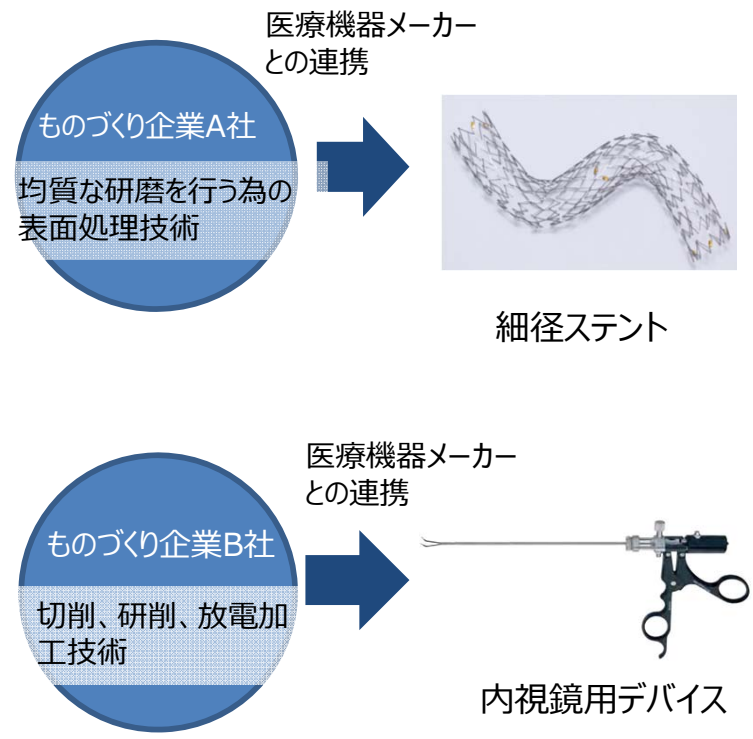 医療機器メーカー
との連携
ものづくり企業A社
均質な研磨を行う為の
表面処理技術
細径ステント
医療機器メーカー
との連携
ものづくり企業B社
切削、研削、放電加
工技術
内視鏡用デバイス